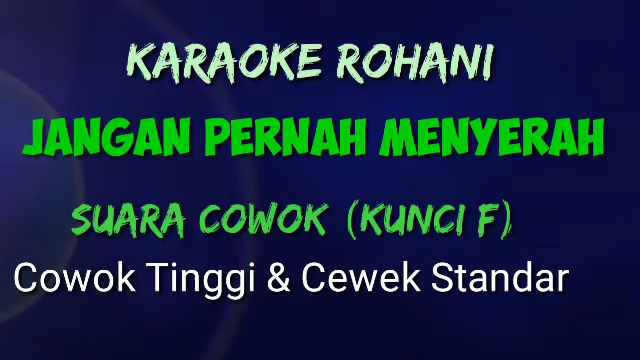 KARAOKE ROHANI
JANGAN PERNAH MENYERAH
SUARA COWOK (KUNCI F)
Cowok Tinggi & Cewek Standar